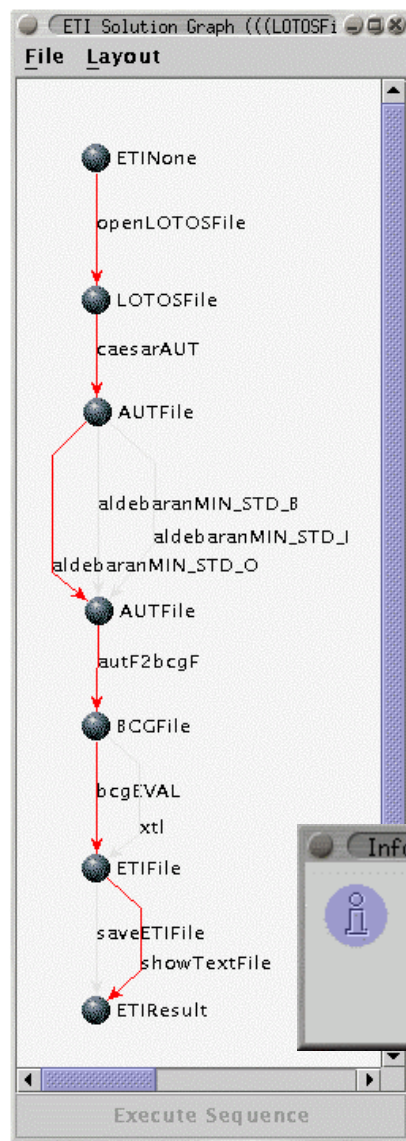 ETI Solution Graph (((LOTOSFi
File Layout
ETINone
openLOTOSFile
LOTOSFile
caesarAUT
AUTFile
aldebaranMIN_STD_B
aldebaranMIN_STD_I
aldebaranMIN_STD_O
AUTFile
autF2bcgF
BCGFile
bcgEVAL
xtl
Info
ETIFile
saveETIFile
showTextFile
ETIResult
Execute Sequence